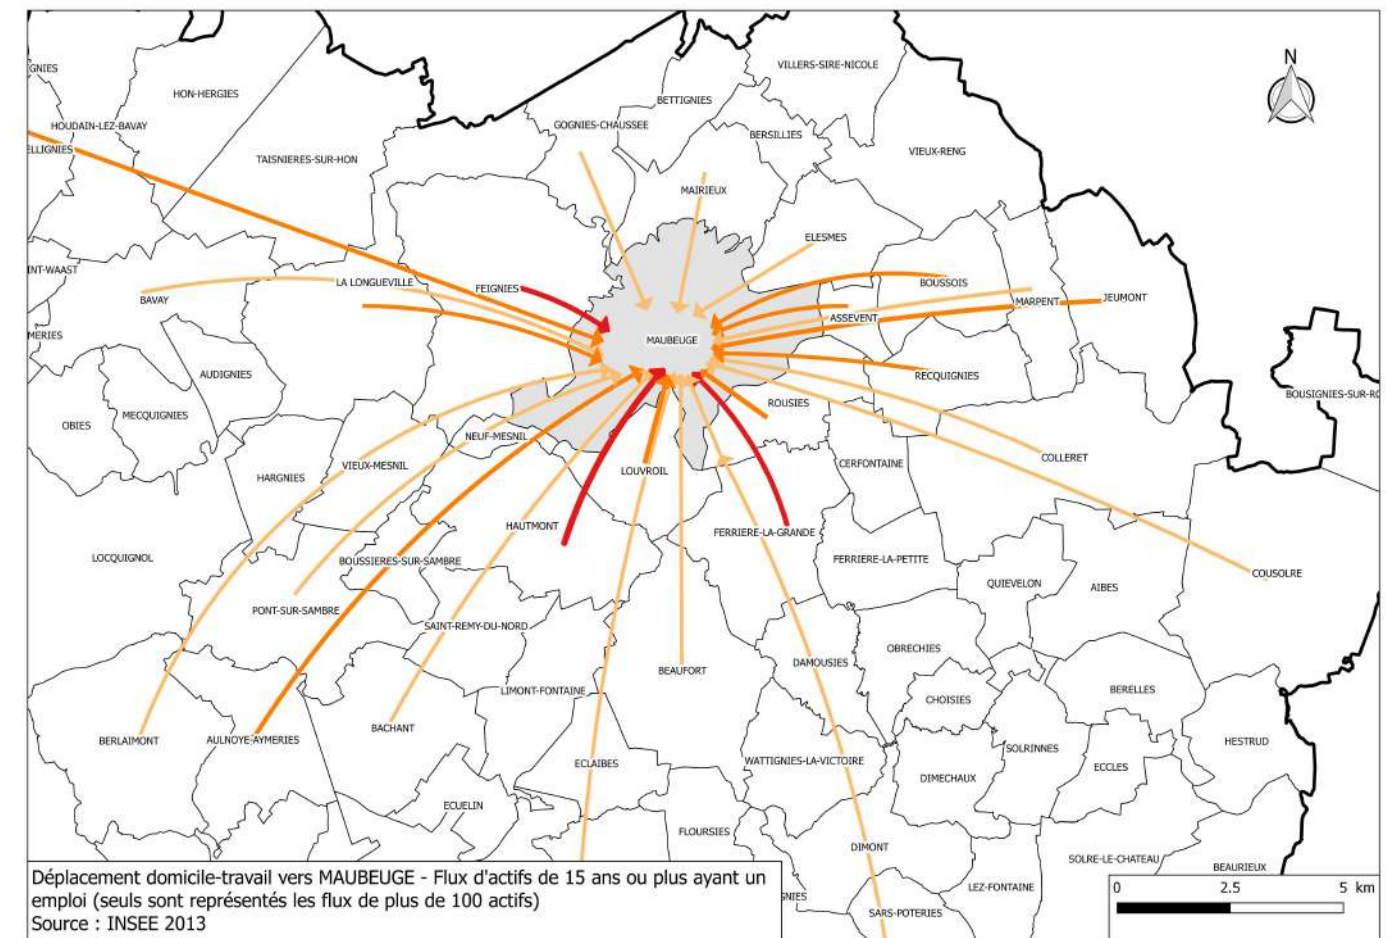 VILLERS-SIRE-NICOLE
N
GNIES
HON-HERGIES
BETTIGNIES
HOUDAIN-LEZ-BAVAY
GOGNIES-CHAUSSEE
BERSILLIES
ELLIGNIES
VIEUX-RENG
TAISNIERES-SUR-HON
MAIRIEUX
ELESMES
INT-WAAST
LA LONGUEVILLE
BOUSSOIS
FEIGNIES
BAVAY
MARPENT
JEUMONT
ASSEVENT
MERIES
MAUBEUGE
AUDIGNIES
RECQUIGNIES
BOUSIGNIES-SUR-RO
ROUSIES
MECQUIGNIES
OBIES
NEUF-MESNIL
COLLERET
VIEUX-MESNIL
CERFONTAINE
LOUVROIL
HARGNIES
HAUTMONT
FERRIERE-LA-GRANDE
LOCQUIGNOL
BOUSSIERES-SUR-SAMBRE
FERRIERE-LA-PETITE
COUSOLRE
QUIEVELON
AIBES
PONT-SUR-SAMBRE
SAINT-REMY-DU-NORD
OBRECHIES
DAMOUSIES
BEAUFORT
LIMONT-FONTAINE
BERELLES
CHOISIES
BACHANT
BERLAIMONT
AULNOYE-AYMERIES
HESTRUD
SOLRINNES
WATTIGNIES-LA-VICTOIRE
ECLAIBES
ECCLES
DIMECHAUX
ECUELIN
FLOURSIES
DIMONT
SOLRE-LE-CHATEAU
BEAURIEUX
LEZ-FONTAINE
GNIES
SARS-POTERIES
Déplacement domicile-travail vers MAUBEUGE - Flux d'actifs de 15 ans ou plus ayant un
emploi (seuls sont représentés les flux de plus de 100 actifs)
Source : INSEE 2013
0 2.5 5 km